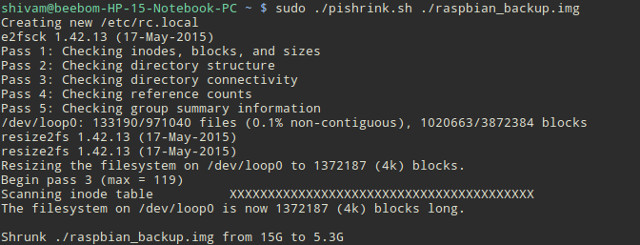 shivam@beebom-HP-15-Notebook-PC ~ $ sudo ./pishrink.sh ./raspbian_backup.img
Creating new /etc/rc.local
e2fsck 1.42.13 (17-May-2015)
Pass 1: Checking inodes, blocks, and sizes
Pass 2: Checking directory structure
Pass 3: Checking directory connectivity
Pass 4: Checking reference counts
Pass 5: Checking group summary information
/dev/loop0: 133190/971040 files (0.1% non-contiguous), 1020663/3872384 blocks
resize2fs 1.42.13 (17-May-2015)
resize2fs 1.42.13 (17-May-2015)
Resizing the filesystem on /dev/loop0 to 1372187 (4k) blocks.
Begin pass 3 (max = 119)
Scanning inode table          XXXXXXXXXXXXXXXXXXXXXXXXXXXXXXXXXXXXXXXX
The filesystem on /dev/loop0 is now 1372187 (4k) blocks long.
Shrunk ./raspbian_backup.img from 15G to 5.3G